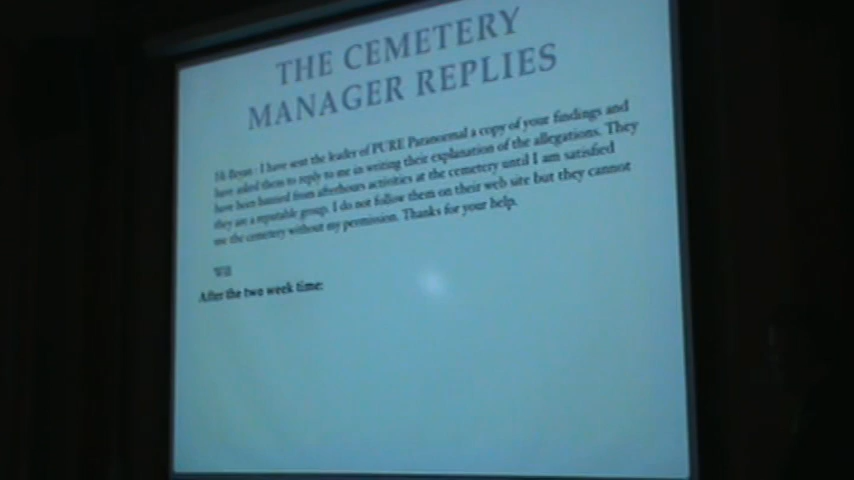 THE CEMETERY
MANAGER REPLIES
Hi Bryan : I have sent the leader of PURE Paranormal a copy of your findings and
have asked them to reply to me in writing their explanation of the allegations. They
have been banned from afterhours activities at the cemetery until I am satisfied
they are a reputable group. I do not follow them on their web site but they cannot
use the cemetery without my permission. Thanks for your help.
Will
After the two week time: